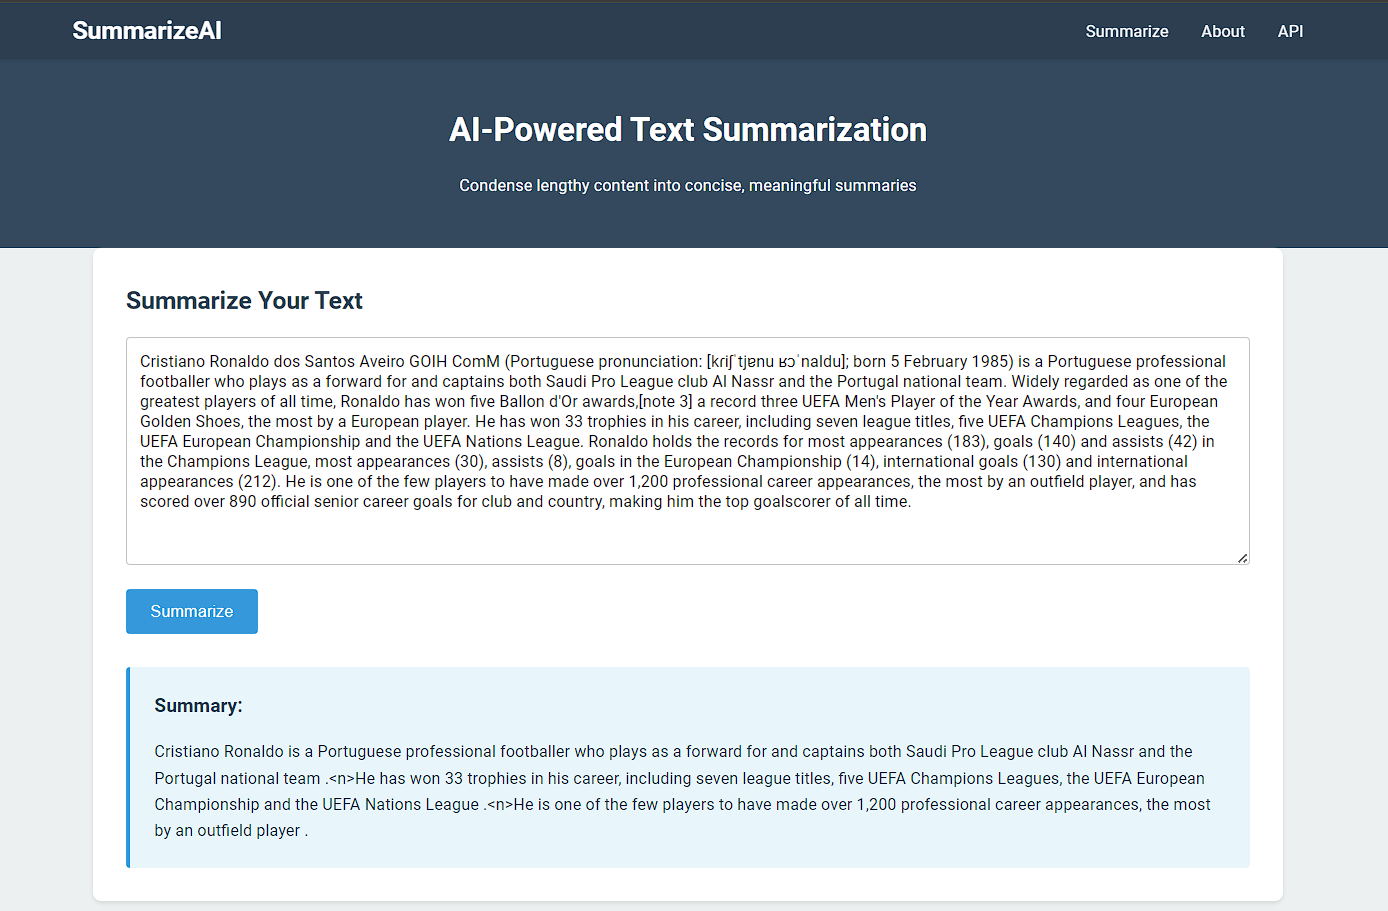 SummarizeAI
Summarize About API
AI-Powered Text Summarization
Condense lengthy content into concise, meaningful summaries
Summarize Your Text
Cristiano Ronaldo dos Santos Aveiro GOIH ComM (Portuguese pronunciation: [kɾiʃˈtjɐnu ʁɔˈnaldu]; born 5 February 1985) is a Portuguese professional
footballer who plays as a forward for and captains both Saudi Pro League club Al Nassr and the Portugal national team. Widely regarded as one of the
greatest players of all time, Ronaldo has won five Ballon d'Or awards,[note 3] a record three UEFA Men's Player of the Year Awards, and four European
Golden Shoes, the most by a European player. He has won 33 trophies in his career, including seven league titles, five UEFA Champions Leagues, the
UEFA European Championship and the UEFA Nations League. Ronaldo holds the records for most appearances (183), goals (140) and assists (42) in
the Champions League, most appearances (30), assists (8), goals in the European Championship (14), international goals (130) and international
appearances (212). He is one of the few players to have made over 1,200 professional career appearances, the most by an outfield player, and has
scored over 890 official senior career goals for club and country, making him the top goalscorer of all time.
Summarize
Summary:
Cristiano Ronaldo is a Portuguese professional footballer who plays as a forward for and captains both Saudi Pro League club Al Nassr and the
Portugal national team .<n>He has won 33 trophies in his career, including seven league titles, five UEFA Champions Leagues, the UEFA European
Championship and the UEFA Nations League .<n>He is one of the few players to have made over 1,200 professional career appearances, the most
by an outfield player .